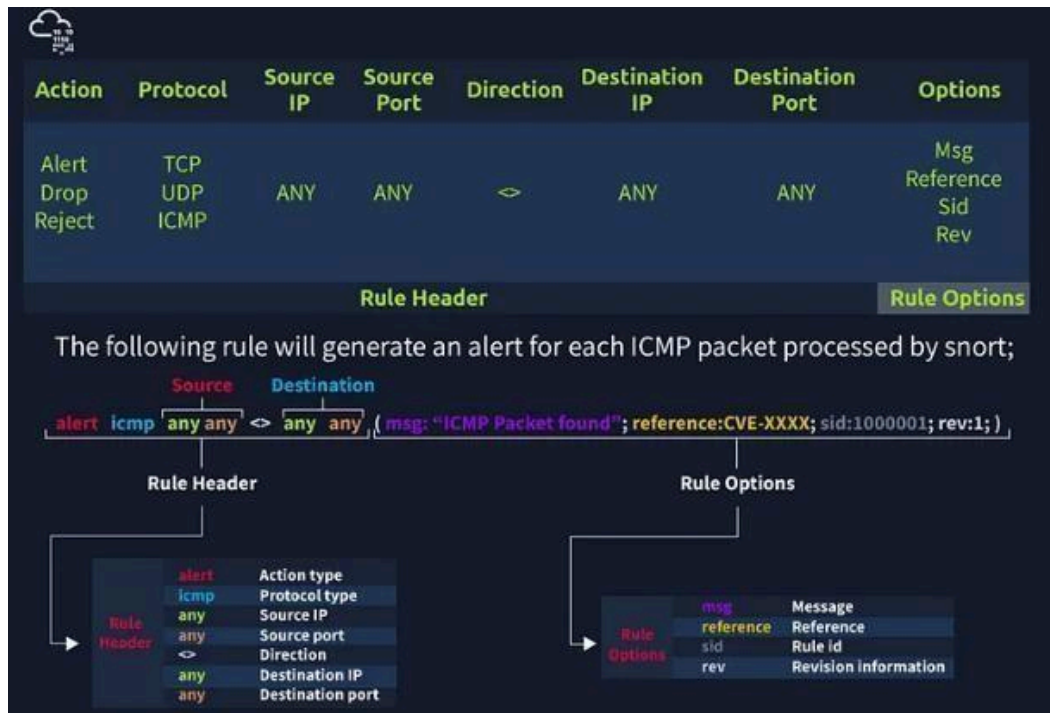 Action Protocol Source IP Source Port Direction Destination IP Destination Port Options
Alert Drop Reject
TCP UDP ICMP
ANY ANY <> ANY ANY
Msg Reference Sid Rev
Rule Header Rule Options
The following rule will generate an alert for each ICMP packet processed by snort;
Source Destination
alert icmp any any <> any any ( msg: “ICMP Packet found”; reference:CVE-XXXX; sid:1000001; rev:1; )
Rule Header Rule Options
Rule Header
alert Action type
icmp Protocol type
any Source IP
any Source port
<> Direction
any Destination IP
any Destination port
Rule Options
msg Message
reference Reference
sid Rule id
rev Revision information